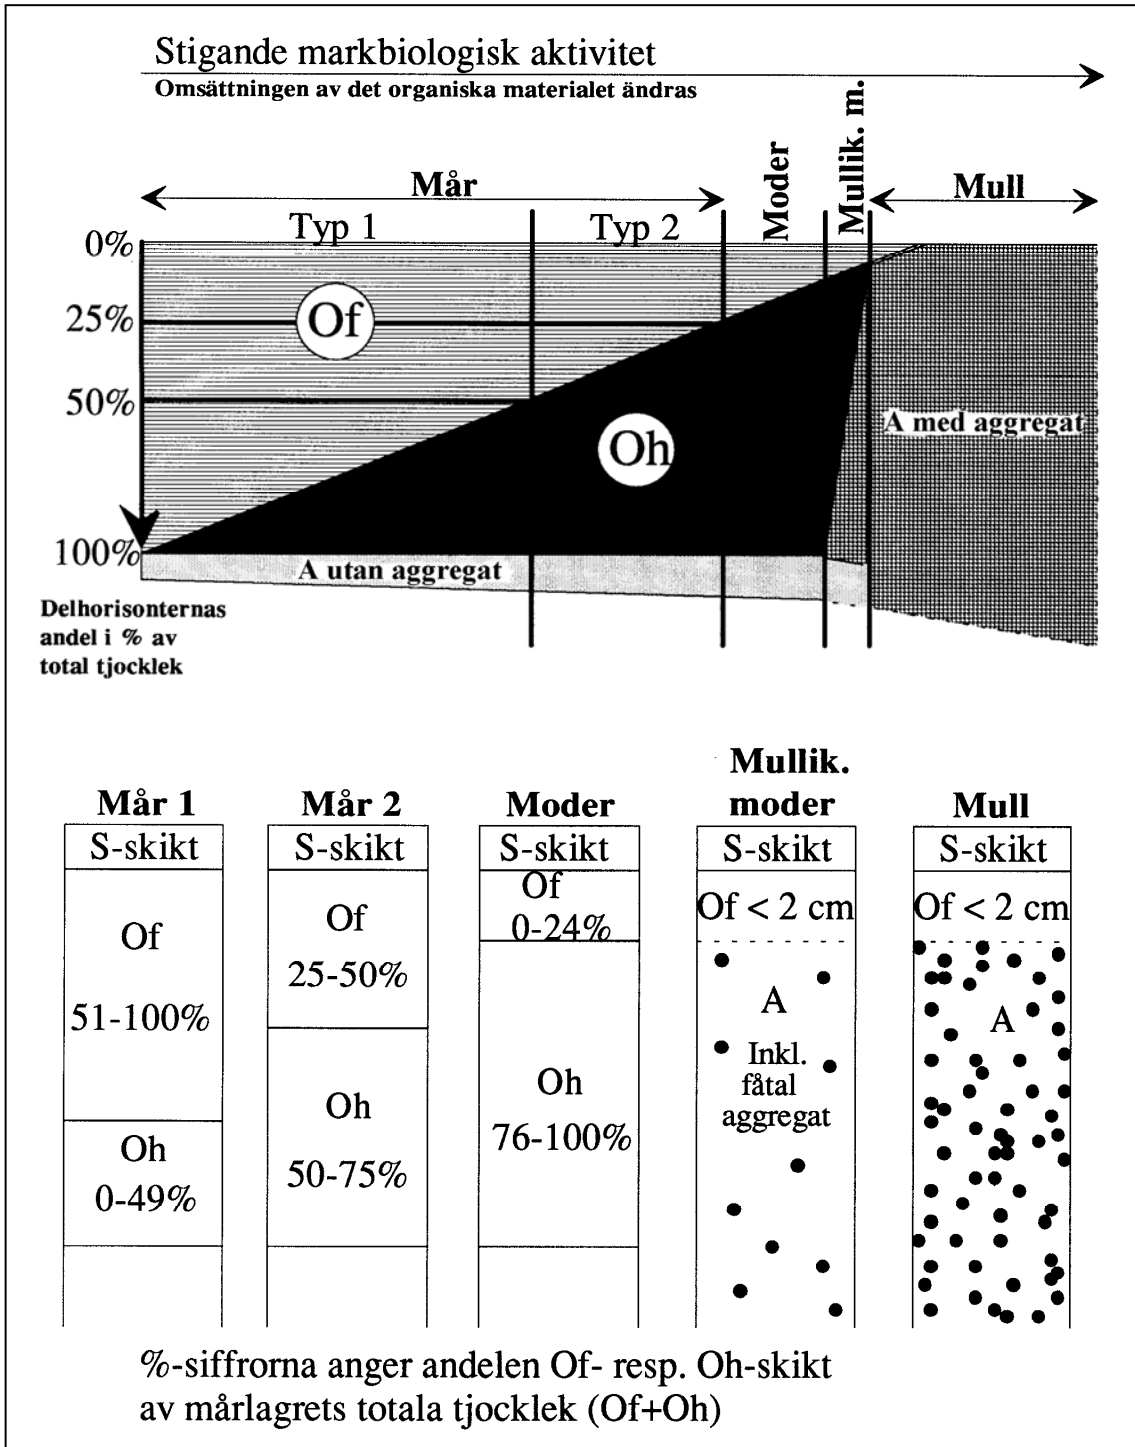 Stigande markbiologisk aktivitet
Omsättningen av det organiska materialet ändras
Mår
Moder
Mullik. m.
Mull
Typ 1
Typ 2
0%
25%
50%
100%
Of
Oh
A med aggregat
A utan aggregat
Delhorisonternas
andel i % av
total tjocklek
Mår 1
S-skikt
Of
51-100%
Oh
0-49%
Mår 2
S-skikt
Of
25-50%
Oh
50-75%
Moder
S-skikt
Of
0-24%
Oh
76-100%
Mullik.
moder
S-skikt
Of < 2 cm
A
Inkl.
fåtal
aggregat
Mull
S-skikt
Of < 2 cm
A
%-siffrorna anger andelen Of- resp. Oh-skikt
av mårlagrets totala tjocklek (Of+Oh)